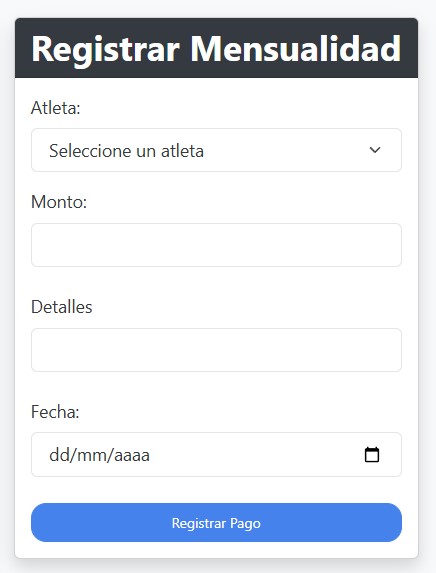 Registrar Mensualidad
Atleta:
Seleccione un atleta
Monto:
Detalles
Fecha:
dd/mm/aaaa
Registrar Pago